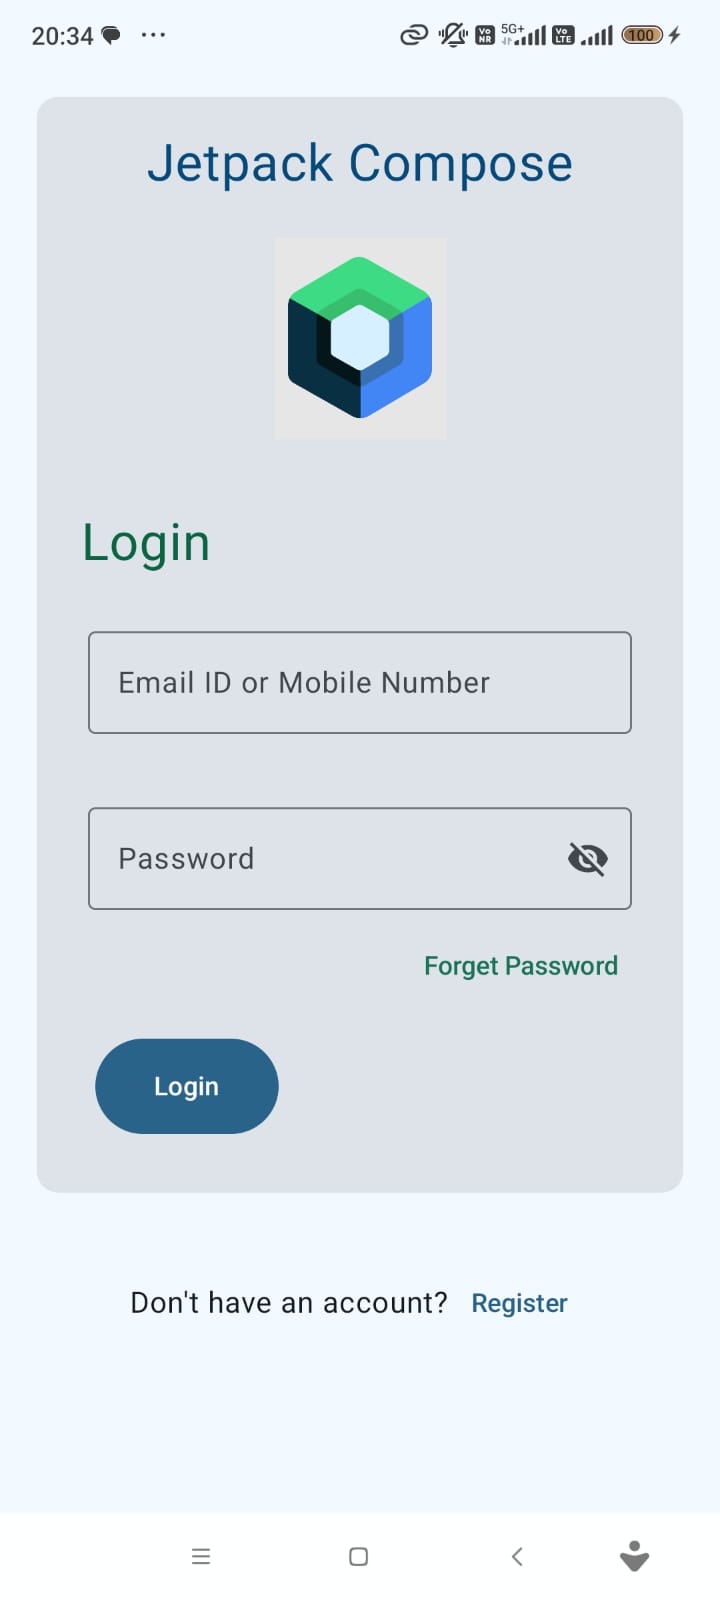 20:34 ... Vo NR 5G+ Vo LTE 100
Jetpack Compose
Login
Email ID or Mobile Number
Password
Forget Password
Login
Don't have an account? Register